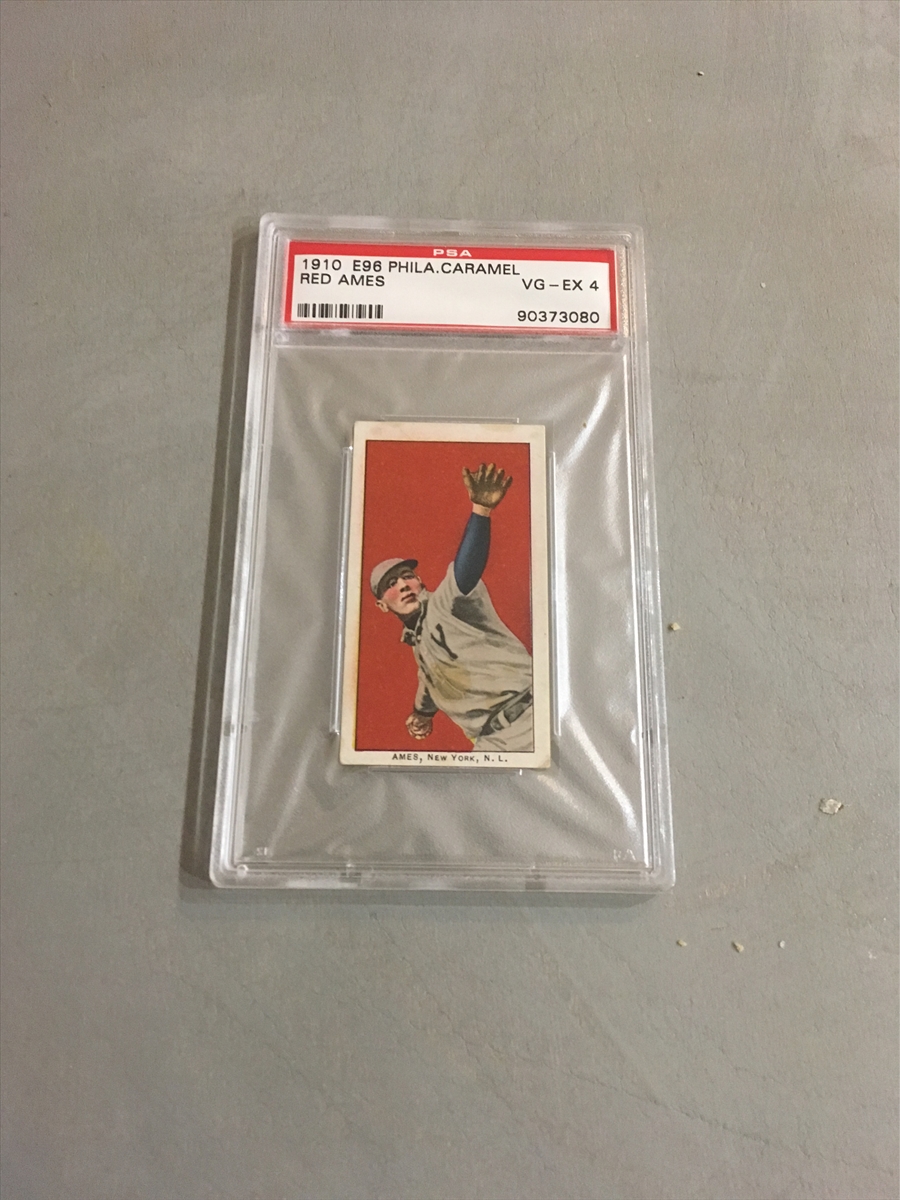 PSA
1910 E96 PHILA.CARAMEL
RED AMES VG-EX 4
90373080
Y
AMES, NEW YORK, N. L.